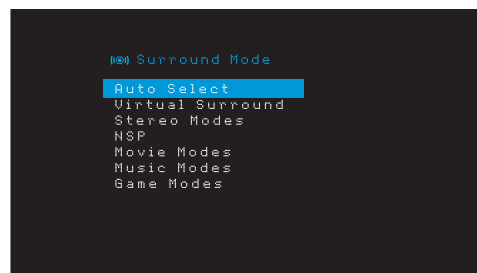 Surround Mode
Auto Select
Virtual Surround
Stereo Modes
NSP
Movie Modes
Music Modes
Game Modes